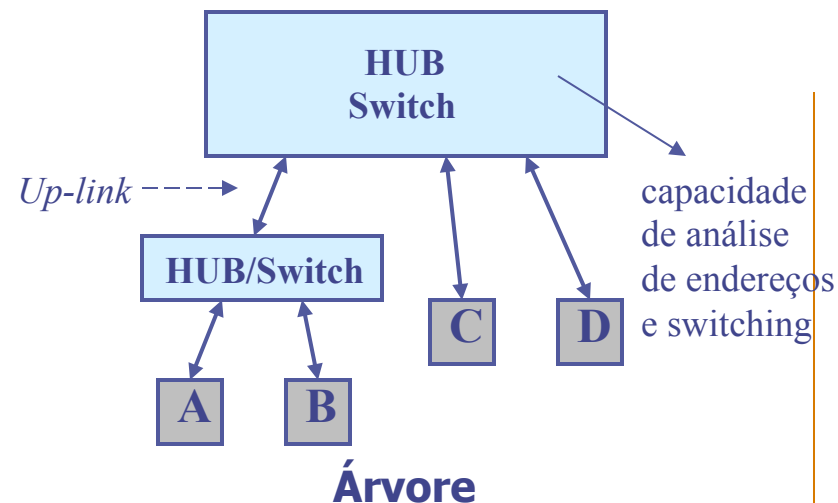 HUB
Switch
Up-link
capacidade
de análise
de endereços
e switching
HUB/Switch
C
D
A
B
Árvore